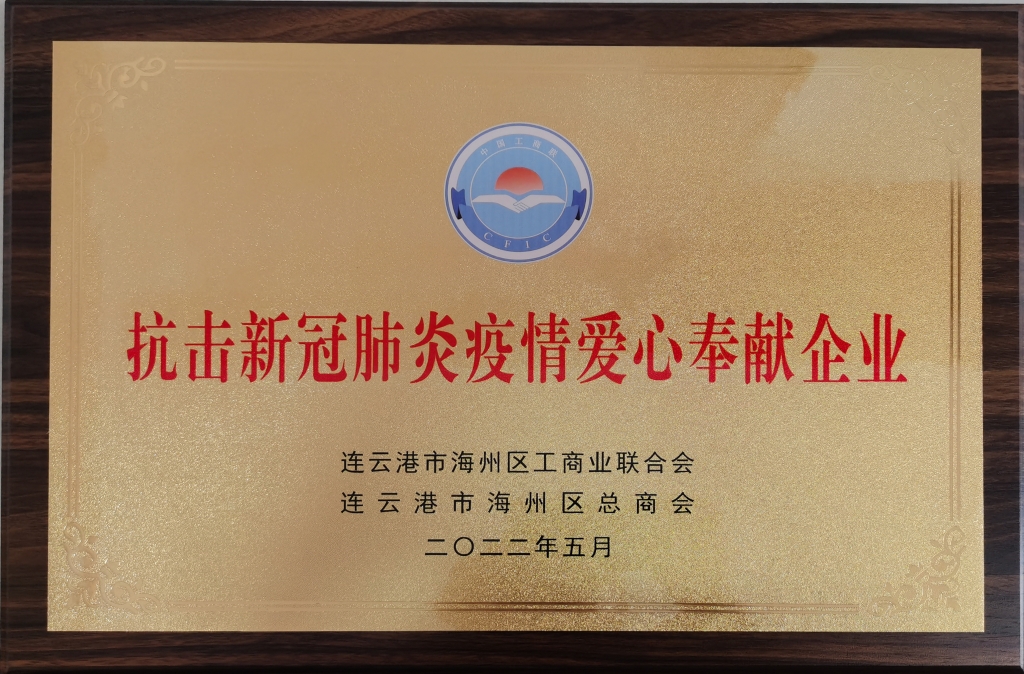 中国工商联
CFIC
抗击新冠肺炎疫情爱心奉献企业
连云港市海州区工商业联合会
连云港市海州区总商会
二〇二二年五月